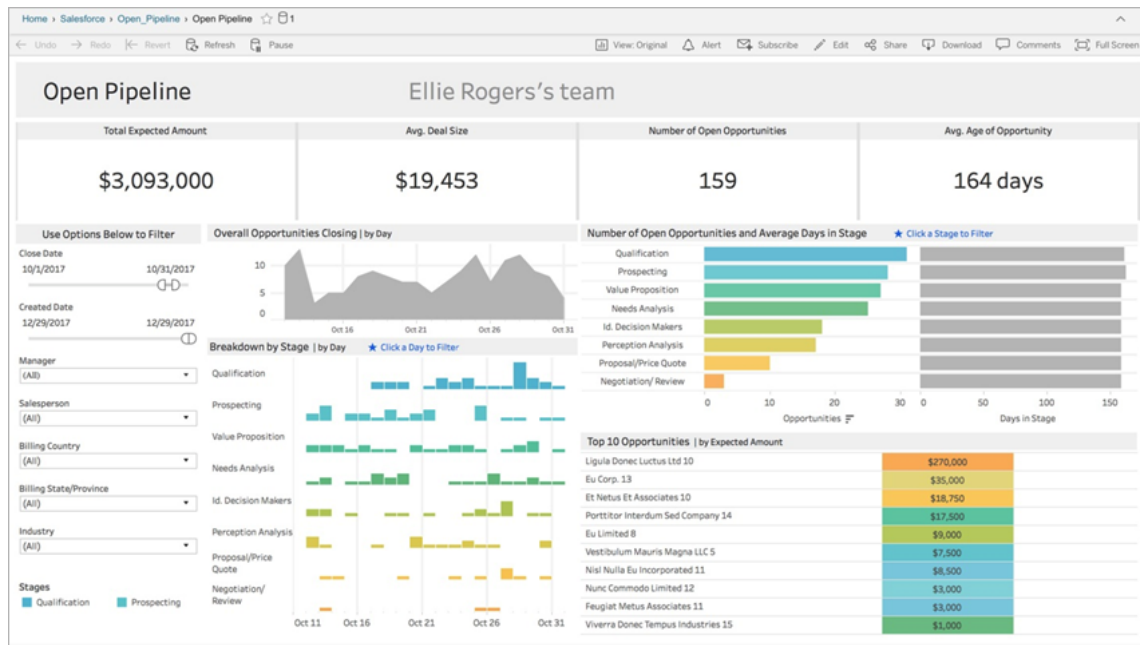 Home › Salesforce › Open_Pipeline › Open Pipeline 1
Undo Redo Revert Refresh Pause View: Original Alert Subscribe Edit Share Download Comments Full Screen
Open Pipeline Ellie Rogers's team
Total Expected Amount Avg. Deal Size Number of Open Opportunities Avg. Age of Opportunity
$3,093,000 $19,453 159 164 days
Use Options Below to Filter
Close Date
10/1/2017 10/31/2017
Created Date
12/29/2017 12/29/2017
Manager
(All)
Salesperson
(All)
Billing Country
(All)
Billing State/Province
(All)
Industry
(All)
Stages
Qualification Prospecting
Overall Opportunities Closing | by Day
10
5
0
Oct 16 Oct 21 Oct 26 Oct 31
Breakdown by Stage | by Day ★ Click a Day to Filter
Qualification
Prospecting
Value Proposition
Needs Analysis
Id. Decision Makers
Perception Analysis
Proposal/Price
Quote
Negotiation/
Review
Oct 11 Oct 16 Oct 21 Oct 26 Oct 31
Number of Open Opportunities and Average Days in Stage ★ Click a Stage to Filter
Qualification
Prospecting
Value Proposition
Needs Analysis
Id. Decision Makers
Perception Analysis
Proposal/Price Quote
Negotiation/ Review
0 10 20 30 0 50 100 150
Opportunities Days in Stage
Top 10 Opportunities | by Expected Amount
Ligula Donec Luctus Ltd 10 $270,000
Eu Corp. 13 $35,000
Et Netus Et Associates 10 $18,750
Porttitor Interdum Sed Company 14 $17,500
Eu Limited 8 $9,000
Vestibulum Mauris Magna LLC 5 $7,500
Nisl Nulla Eu Incorporated 11 $8,500
Nunc Commodo Limited 12 $3,000
Feugiat Metus Associates 11 $3,000
Viverra Donec Tempus Industries 15 $1,000